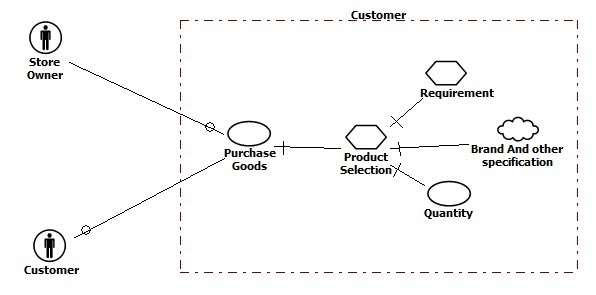 Customer
Store
Owner
Requirement
Purchase
Goods
Product
Selection
Brand And other
specification
Quantity
Customer